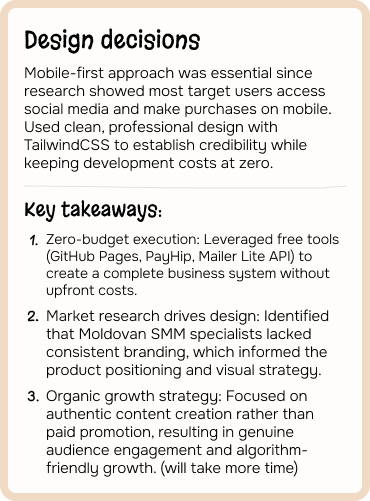 Design decisions
Mobile-first approach was essential since
research showed most target users access
social media and make purchases on mobile.
Used clean, professional design with
TailwindCSS to establish credibility while
keeping development costs at zero.
Key takeaways:
1. Zero-budget execution: Leveraged free tools
(GitHub Pages, PayHip, Mailer Lite API) to
create a complete business system without
upfront costs.
2. Market research drives design: Identified
that Moldovan SMM specialists lacked
consistent branding, which informed the
product positioning and visual strategy.
3. Organic growth strategy: Focused on
authentic content creation rather than
paid promotion, resulting in genuine
audience engagement and algorithm-
friendly growth. (will take more time)